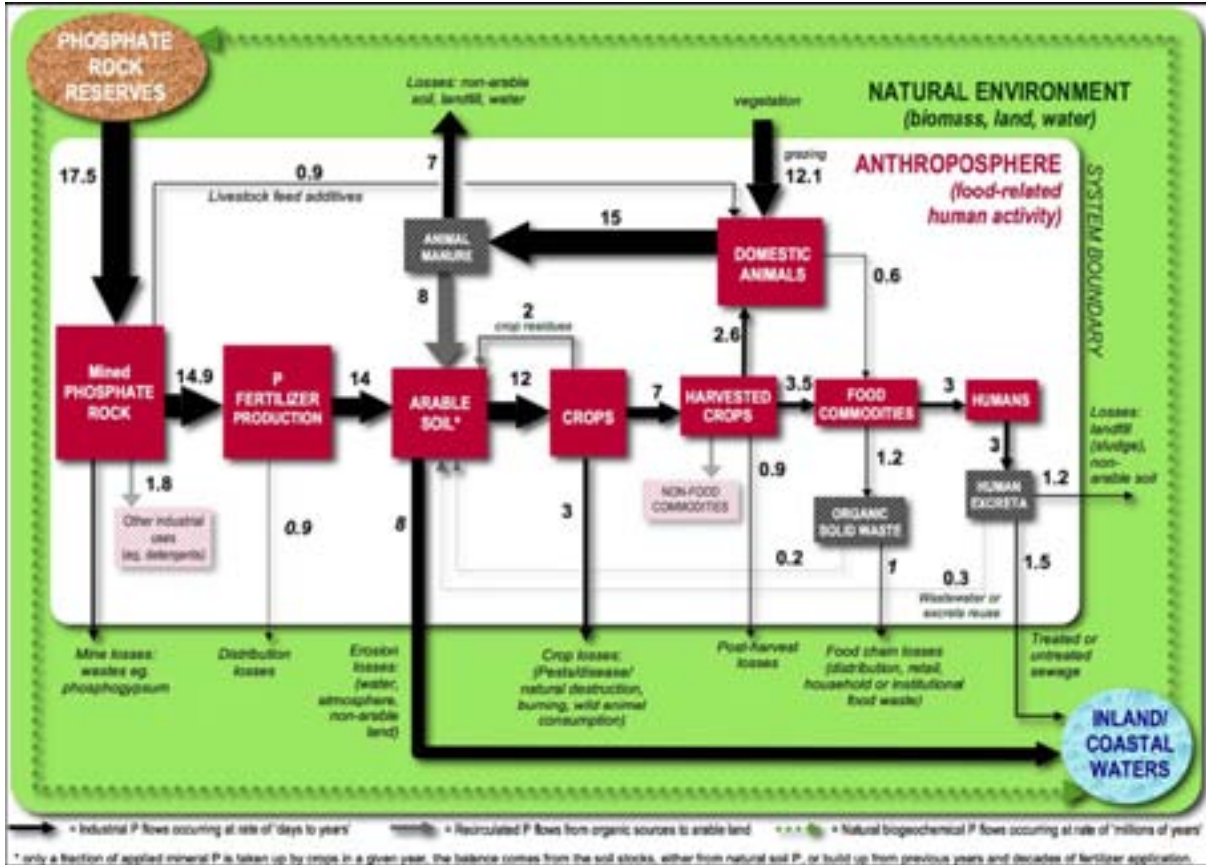 PHOSPHATE
ROCK
RESERVES
Losses: non-arable
soil, landfill, water
vegetation
NATURAL ENVIRONMENT
(biomass, land, water)
17.5
0.9
Livestock feed additives
7
grazing
12.1
ANTHROPOSPHERE
(food-related
human activity)
SYSTEM BOUNDARY
ANIMAL
MANURE
15
DOMESTIC
ANIMALS
0.6
8
2
crop residues
2.6
Mined
PHOSPHATE
ROCK
14.9
P
FERTILIZER
PRODUCTION
14
ARABLE
SOIL*
12
CROPS
7
HARVESTED
CROPS
3.5
FOOD
COMMODITIES
3
HUMANS
Losses:
landfill
(sludge),
non-
arable soil
1.8
Other industrial
uses
(eg. detergents)
0.9
8
3
NON-FOOD
COMMODITIES
0.9
1.2
ORGANIC
SOLID WASTE
3
HUMAN
EXCRETA
1.2
0.2
1
0.3
Wastewater or
excreta reuse
1.5
Mine losses:
wastes eg.
phosphogypsum
Distribution
losses
Erosion
losses:
(water,
atmosphere,
non-arable
land)
Crop losses:
(Pests/disease/
natural destruction,
burning, wild animal
consumption)
Post-harvest
losses
Food chain losses
(distribution, retail,
household or institutional
food waste)
Treated or
untreated
sewage
INLAND/
COASTAL
WATERS
= Industrial P flows occurring at rate of 'days to years'
= Recirculated P flows from organic sources to arable land
= Natural biogeochemical P flows occurring at rate of 'millions of years'
* only a fraction of applied mineral P is taken up by crops in a given year, the balance comes from the soil stocks, either from natural soil P, or build up from previous years and decades of fertilizer application.